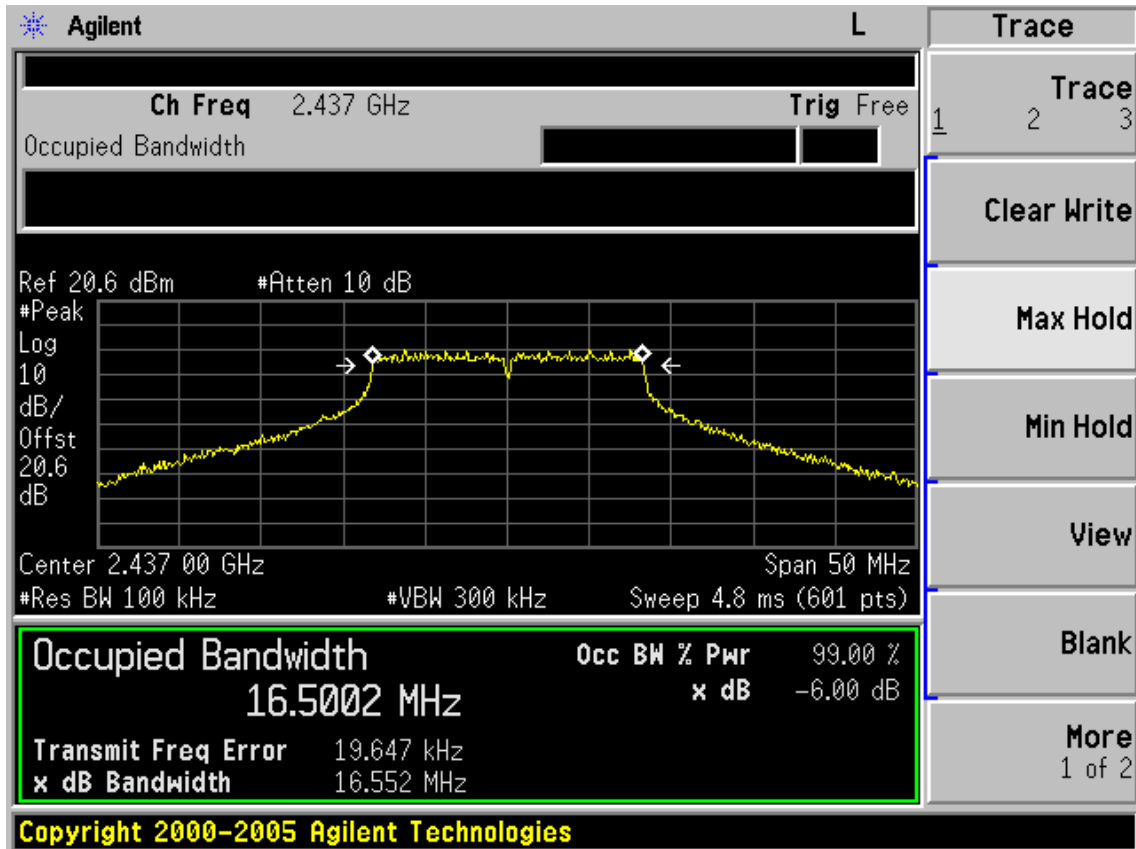 Agilent L
Trace
Ch Freq 2.437 GHz Trig Free
Occupied Bandwidth
Trace
1 2 3
Clear Write
Max Hold
Min Hold
View
Blank
More
1 of 2
Ref 20.6 dBm #Atten 10 dB
#Peak
Log
10
dB/
Offst
20.6
dB
Center 2.437 00 GHz Span 50 MHz
#Res BW 100 kHz #VBW 300 kHz Sweep 4.8 ms (601 pts)
Occupied Bandwidth
16.5002 MHz
Occ BW % Pwr 99.00 %
x dB -6.00 dB
Transmit Freq Error 19.647 kHz
x dB Bandwidth 16.552 MHz
Copyright 2000-2005 Agilent Technologies